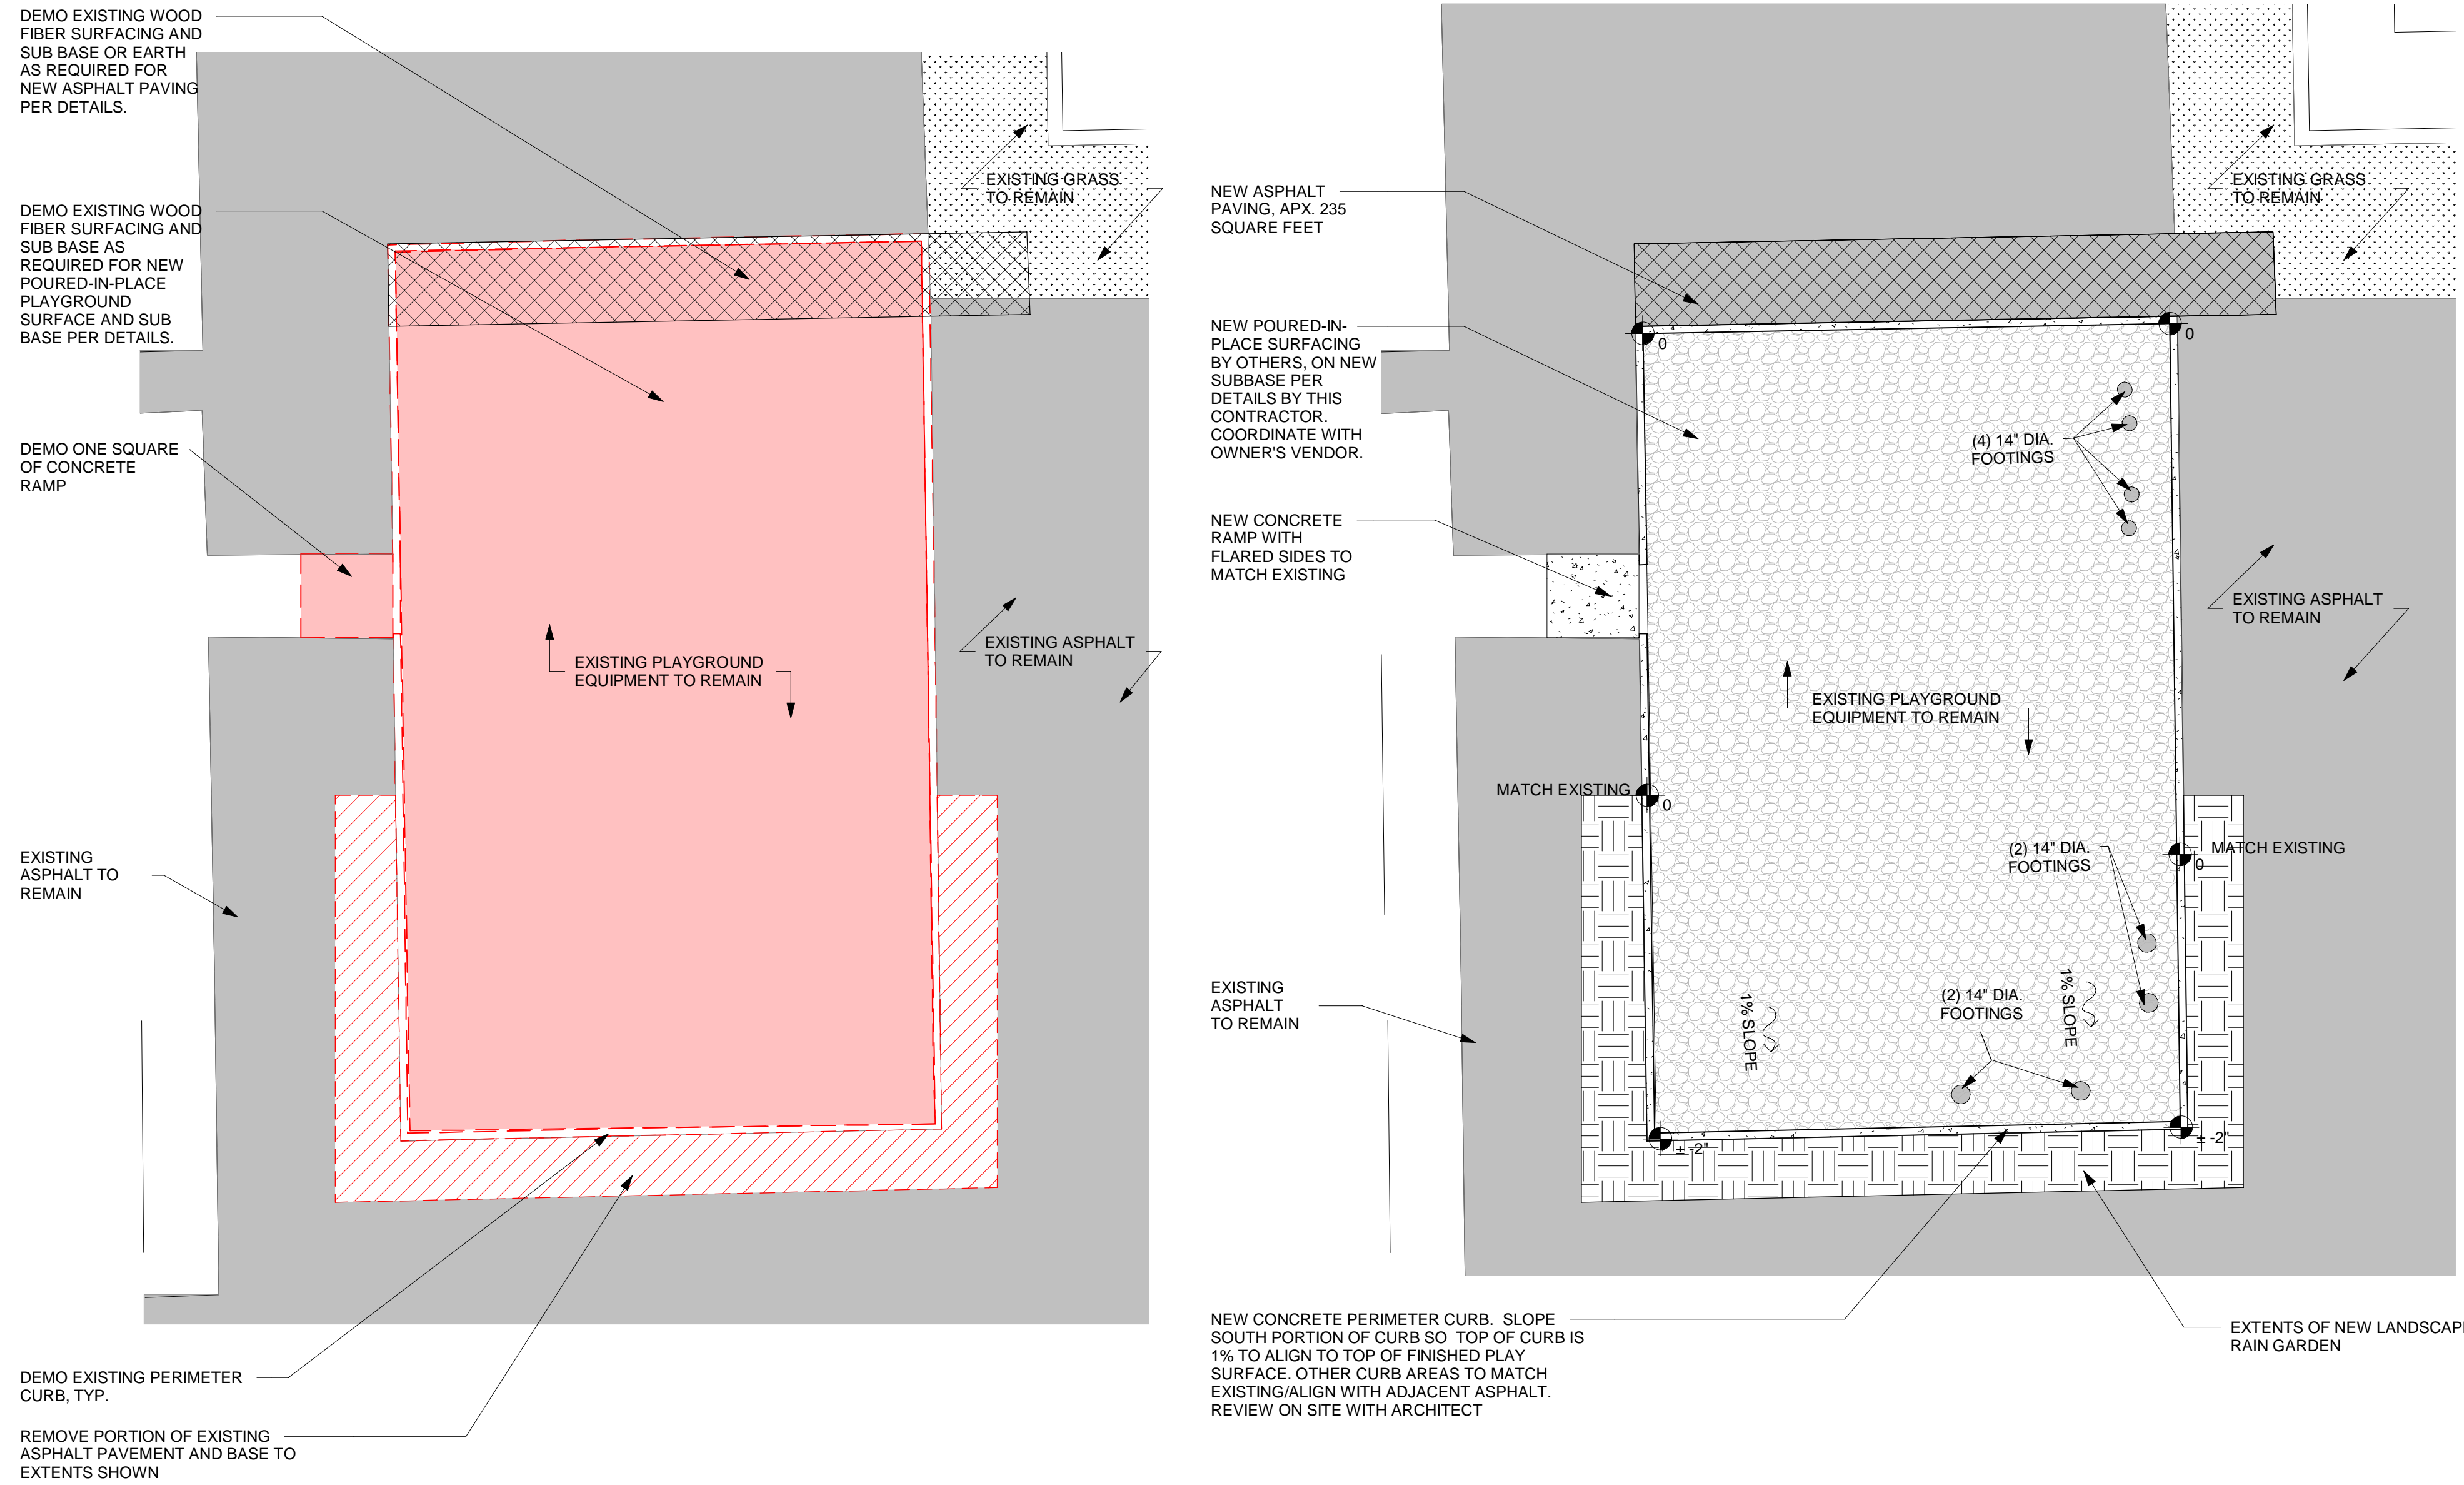 DEMO EXISTING WOOD
FIBER SURFACING AND
SUB BASE OR EARTH
AS REQUIRED FOR
NEW ASPHALT PAVING
PER DETAILS.
EXISTING GRASS
TO REMAIN
DEMO EXISTING WOOD
FIBER SURFACING AND
SUB BASE AS
REQUIRED FOR NEW
POURED-IN-PLACE
PLAYGROUND
SURFACE AND SUB
BASE PER DETAILS.
DEMO ONE SQUARE
OF CONCRETE
RAMP
EXISTING PLAYGROUND
EQUIPMENT TO REMAIN
EXISTING ASPHALT
TO REMAIN
EXISTING
ASPHALT TO
REMAIN
DEMO EXISTING PERIMETER
CURB, TYP.
REMOVE PORTION OF EXISTING
ASPHALT PAVEMENT AND BASE TO
EXTENTS SHOWN
NEW ASPHALT
PAVING, APX. 235
SQUARE FEET
EXISTING GRASS
TO REMAIN
NEW POURED-IN-
PLACE SURFACING
BY OTHERS, ON NEW
SUBBASE PER
DETAILS BY THIS
CONTRACTOR.
COORDINATE WITH
OWNER'S VENDOR.
0
0
(4) 14" DIA.
FOOTINGS
NEW CONCRETE
RAMP WITH
FLARED SIDES TO
MATCH EXISTING
EXISTING ASPHALT
TO REMAIN
EXISTING PLAYGROUND
EQUIPMENT TO REMAIN
MATCH EXISTING
0
(2) 14" DIA.
FOOTINGS
MATCH EXISTING
0
EXISTING
ASPHALT
TO REMAIN
1% SLOPE
(2) 14" DIA.
FOOTINGS
1% SLOPE
± -2"
± -2"
NEW CONCRETE PERIMETER CURB.  SLOPE
SOUTH PORTION OF CURB SO  TOP OF CURB IS
1% TO ALIGN TO TOP OF FINISHED PLAY
SURFACE. OTHER CURB AREAS TO MATCH
EXISTING/ALIGN WITH ADJACENT ASPHALT.
REVIEW ON SITE WITH ARCHITECT
EXTENTS OF NEW LANDSCAP
RAIN GARDEN